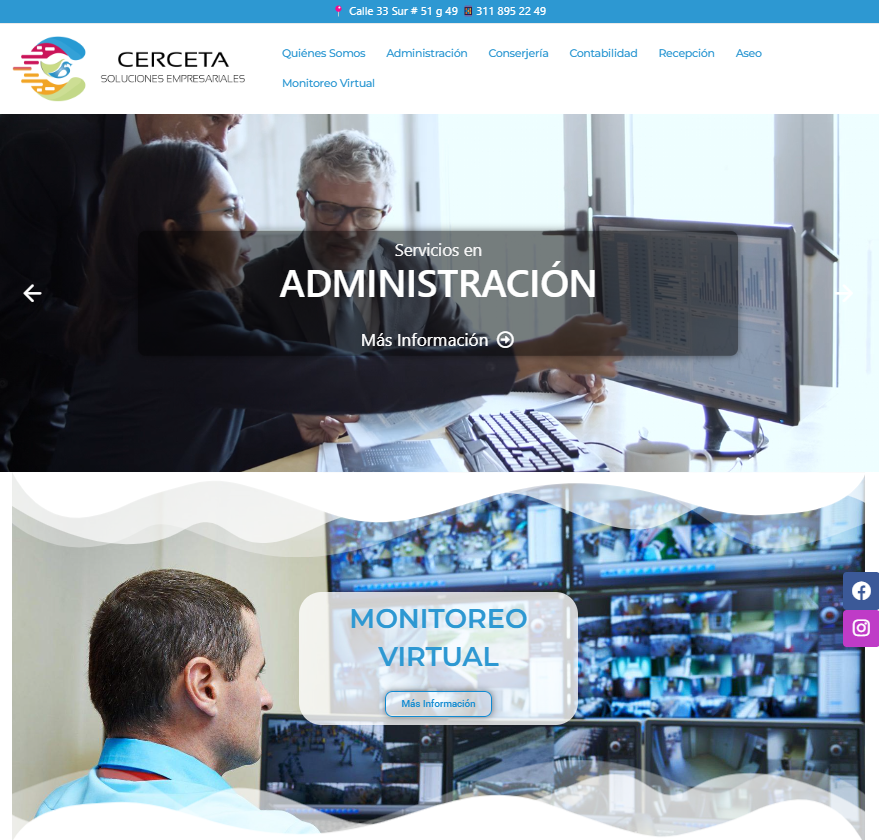 📍 Calle 33 Sur # 51 g 49 📱 311 895 22 49
CERCETA
SOLUCIONES EMPRESARIALES
Quiénes Somos Administración Conserjería Contabilidad Recepción Aseo
Monitoreo Virtual
Servicios en
ADMINISTRACIÓN
Más Información
MONITOREO
VIRTUAL
Más Información